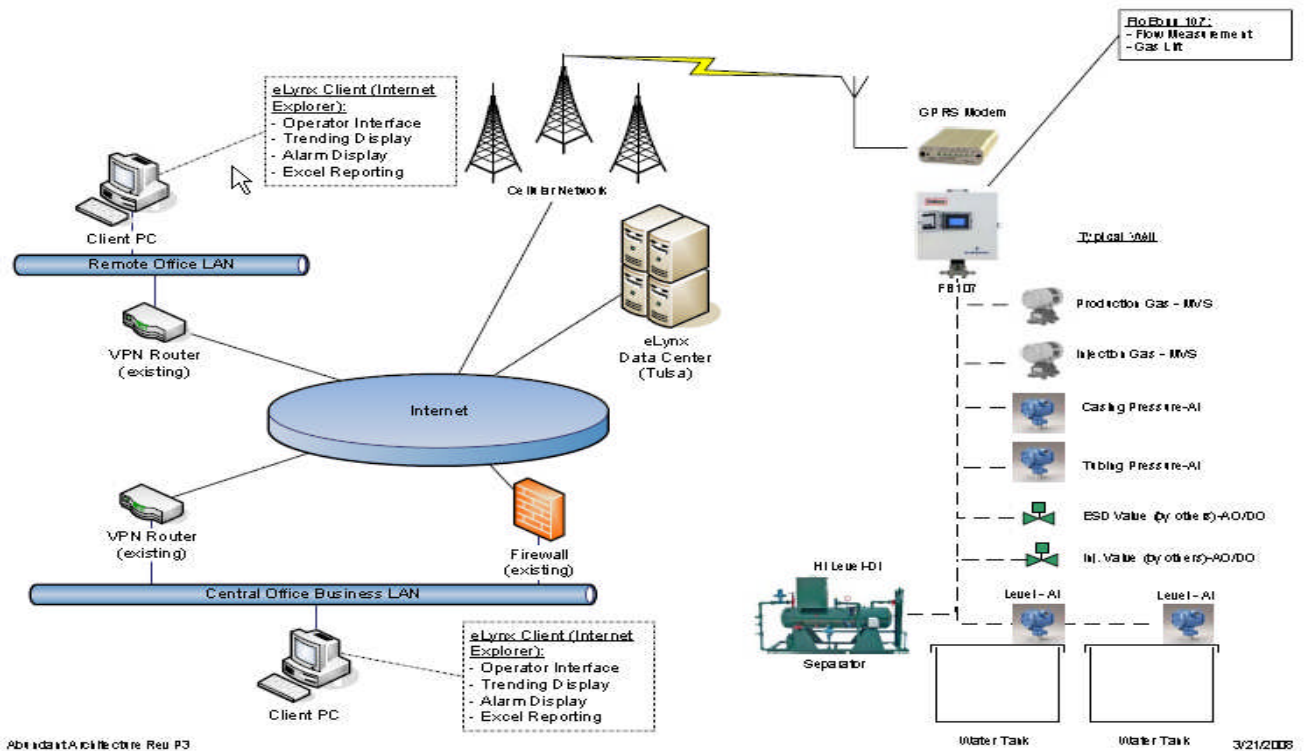 FloBoss 107:
- Flow Measurement
- Gas Lift
eLynx Client (Internet
Explorer):
- Operator Interface
- Trending Display
- Alarm Display
- Excel Reporting
GPRS Modem
Cellular Network
Client PC
Remote Office LAN
Typical Well
FB107
Production Gas - MVS
VPN Router
(existing)
eLynx
Data Center
(Tulsa)
Injection Gas - MVS
Internet
Casing Pressure-AI
Tubing Pressure-AI
ESD Value (by others)-AO/DO
VPN Router
(existing)
Firewall
(existing)
Inj. Value (by others)-AO/DO
HI Level-DI
Central Office Business LAN
Level - AI
Level - AI
eLynx Client (Internet
Explorer):
- Operator Interface
- Trending Display
- Alarm Display
- Excel Reporting
Separator
Client PC
Water Tank
Water Tank
Abundant Architecture Rev P3
3/21/2008